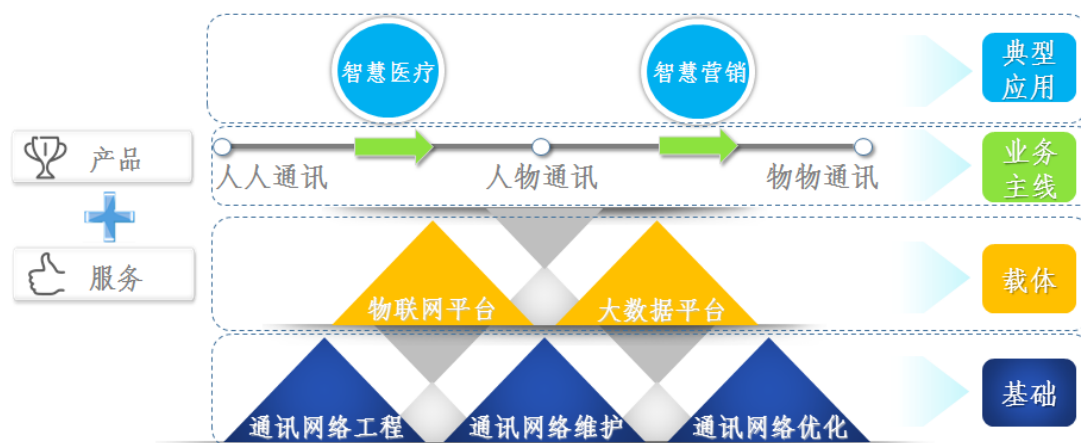 智慧医疗
智慧营销
典型
应用
产品
人人通讯
人物通讯
物物通讯
业务
主线
服务
物联网平台
大数据平台
载体
通讯网络工程
通讯网络维护
通讯网络优化
基础